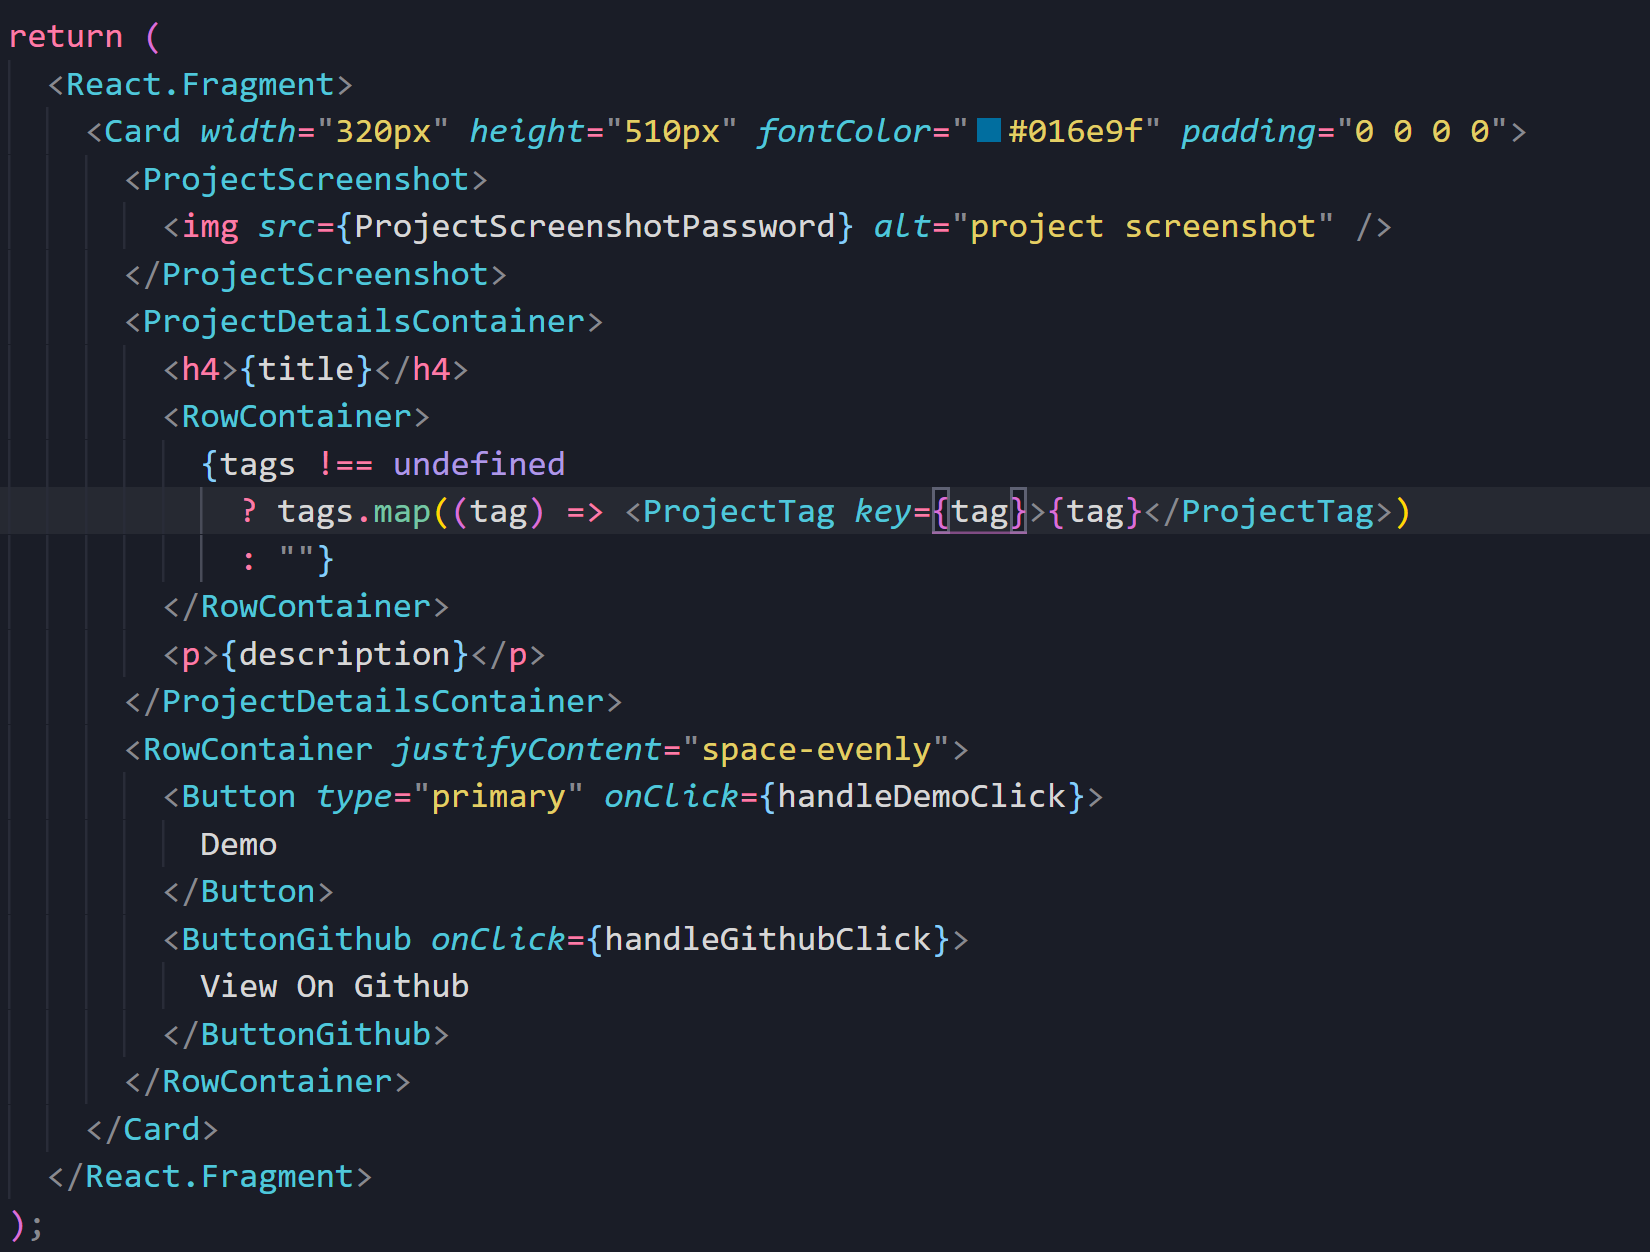 return (
<React.Fragment>
<Card width="320px" height="510px" fontColor="#016e9f" padding="0 0 0 0">
<ProjectScreenshot>
<img src={ProjectScreenshotPassword} alt="project screenshot" />
</ProjectScreenshot>
<ProjectDetailsContainer>
<h4>{title}</h4>
<RowContainer>
{tags !== undefined
? tags.map((tag) => <ProjectTag key={tag}>{tag}</ProjectTag>)
: ""}
</RowContainer>
<p>{description}</p>
</ProjectDetailsContainer>
<RowContainer justifyContent="space-evenly">
<Button type="primary" onClick={handleDemoClick}>
Demo
</Button>
<ButtonGithub onClick={handleGithubClick}>
View On Github
</ButtonGithub>
</RowContainer>
</Card>
</React.Fragment>
);